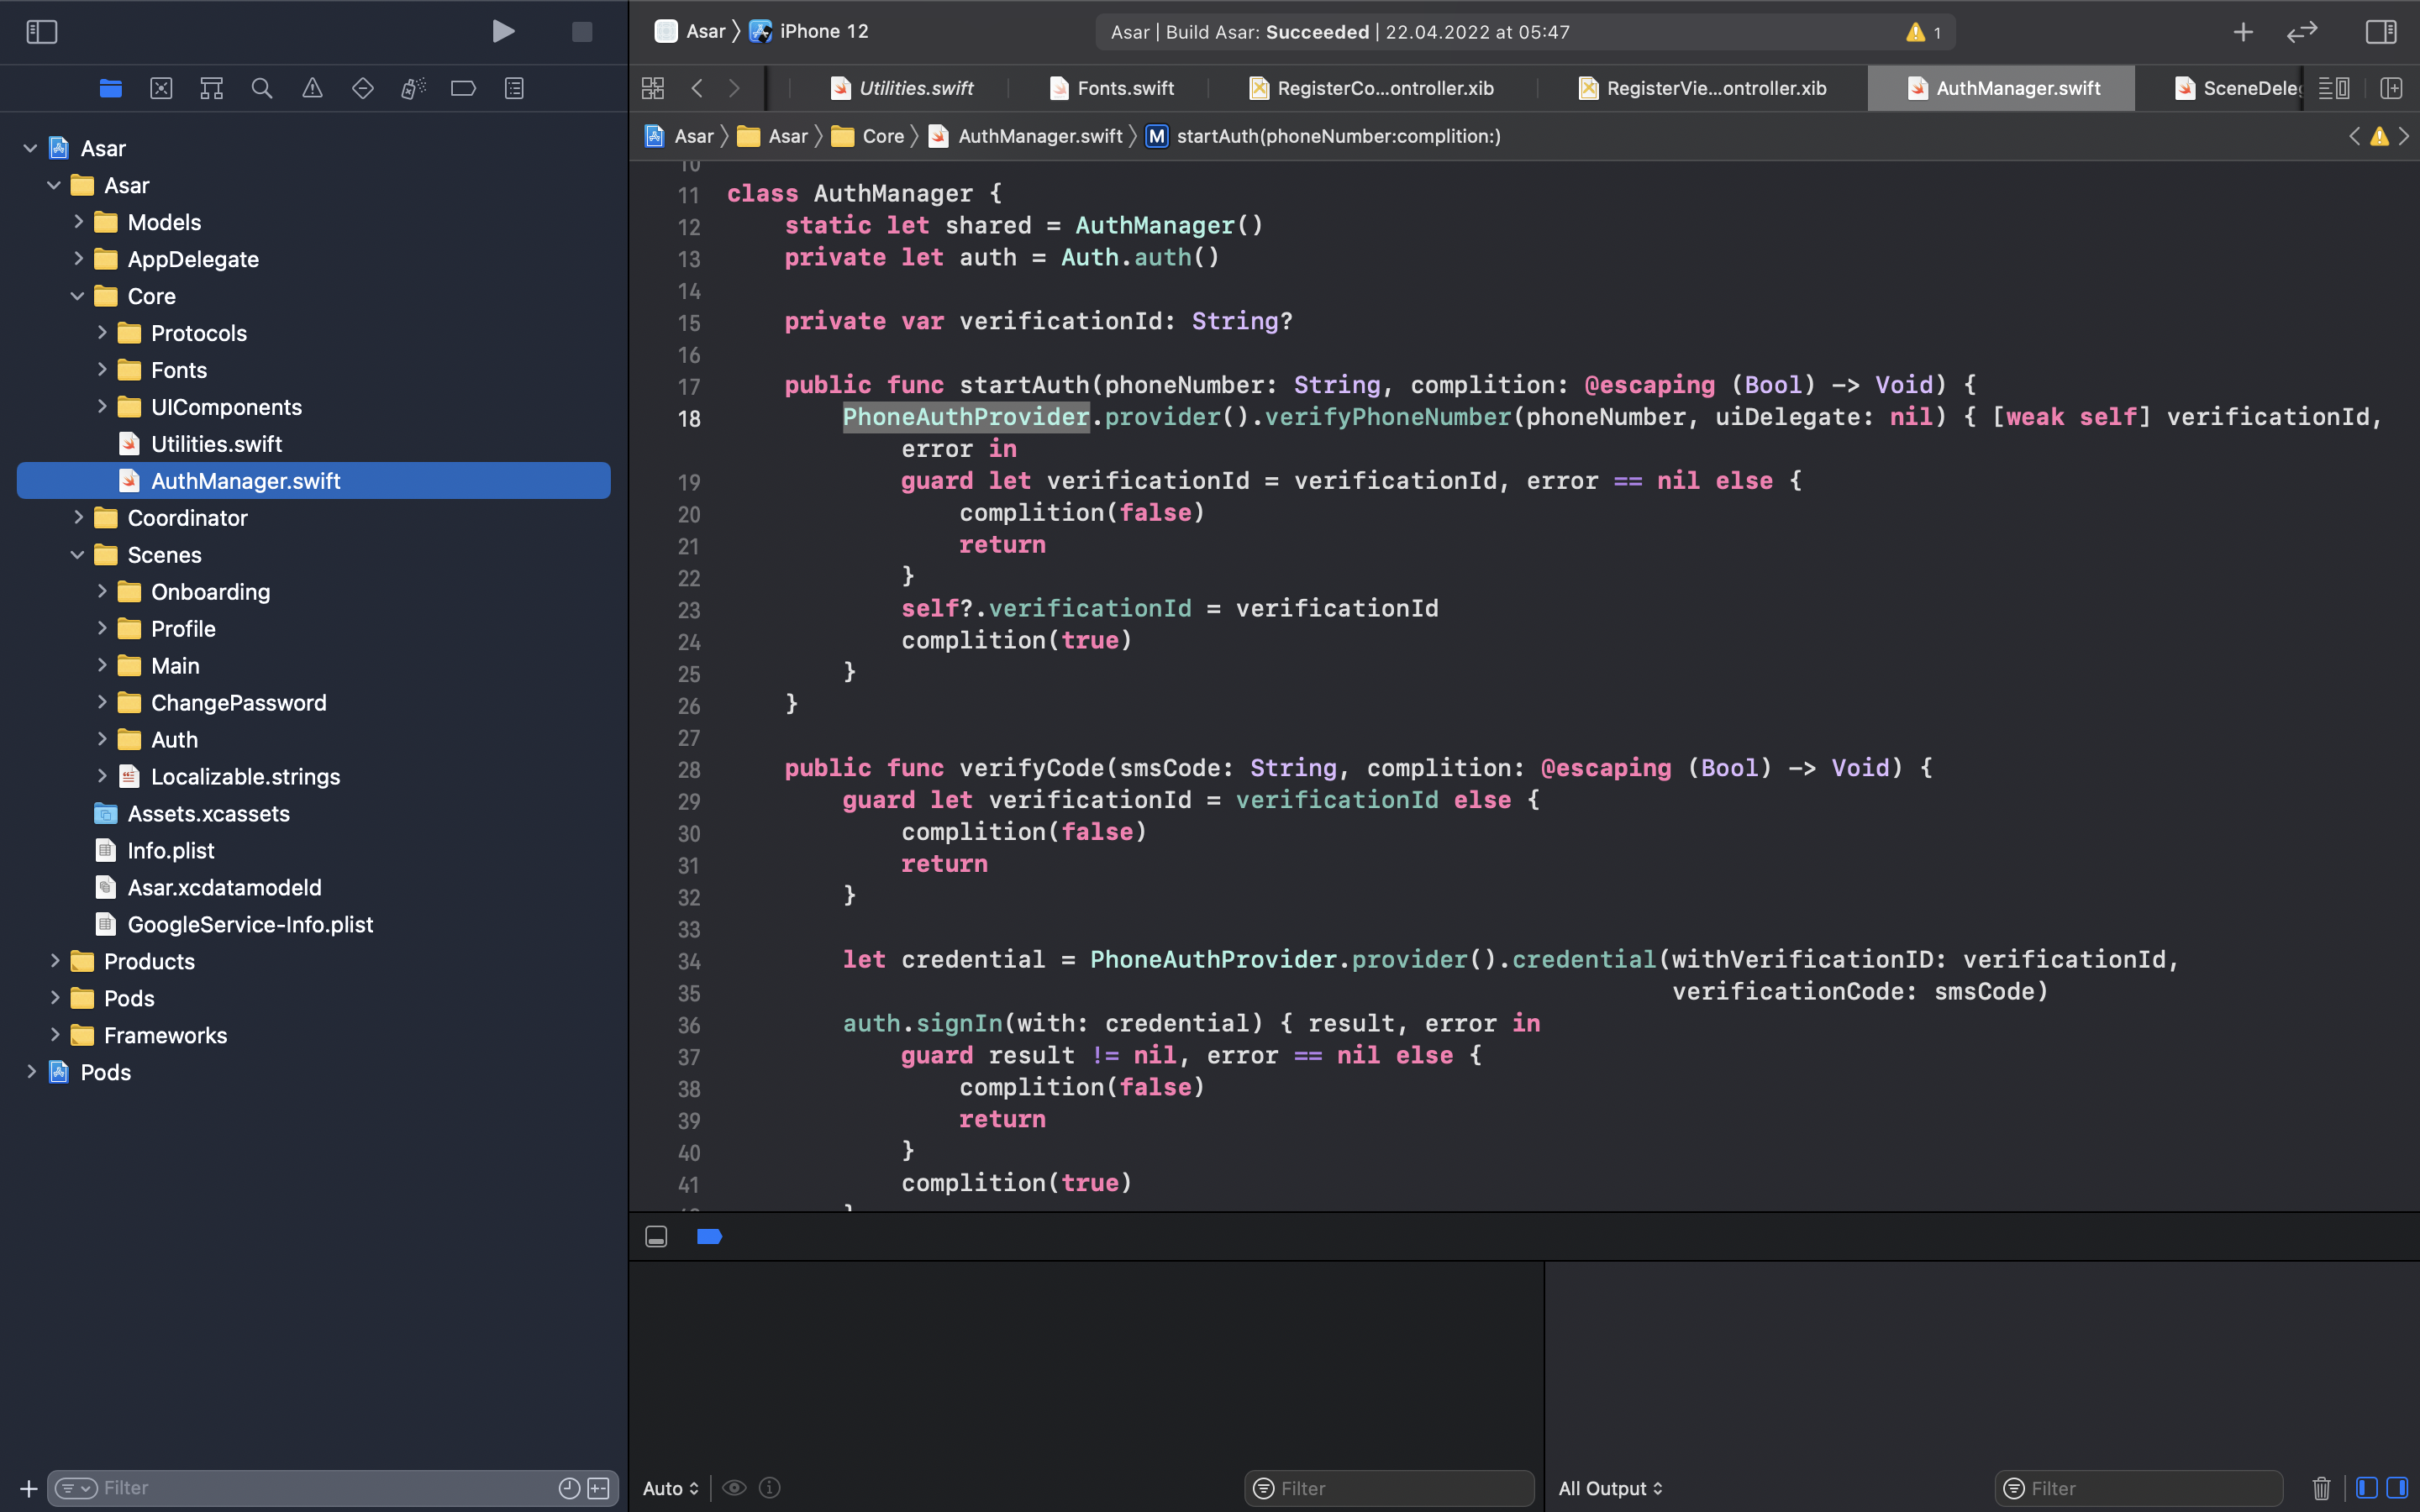 Asar
iPhone 12
Asar | Build Asar: Succeeded | 22.04.2022 at 05:47
1
Utilities.swift
Fonts.swift
RegisterCo...ontroller.xib
RegisterVie...ontroller.xib
AuthManager.swift
SceneDele
Asar
Asar
Core
AuthManager.swift
M
startAuth(phoneNumber:complition:)
Asar
Asar
Models
AppDelegate
Core
Protocols
Fonts
UIComponents
Utilities.swift
AuthManager.swift
Coordinator
Scenes
Onboarding
Profile
Main
ChangePassword
Auth
Localizable.strings
Assets.xcassets
Info.plist
Asar.xcdatamodeld
GoogleService-Info.plist
Products
Pods
Frameworks
Pods
Filter
10
11 class AuthManager {
12 static let shared = AuthManager()
13 private let auth = Auth.auth()
14
15 private var verificationId: String?
16
17 public func startAuth(phoneNumber: String, complition: @escaping (Bool) -> Void) {
18 PhoneAuthProvider.provider().verifyPhoneNumber(phoneNumber, uiDelegate: nil) { [weak self] verificationId,
error in
19 guard let verificationId = verificationId, error == nil else {
20 complition(false)
21 return
22 }
23 self?.verificationId = verificationId
24 complition(true)
25 }
26 }
27
28 public func verifyCode(smsCode: String, complition: @escaping (Bool) -> Void) {
29 guard let verificationId = verificationId else {
30 complition(false)
31 return
32 }
33
34 let credential = PhoneAuthProvider.provider().credential(withVerificationID: verificationId,
35 verificationCode: smsCode)
36 auth.signIn(with: credential) { result, error in
37 guard result != nil, error == nil else {
38 complition(false)
39 return
40 }
41 complition(true)
Auto
Filter
All Output
Filter